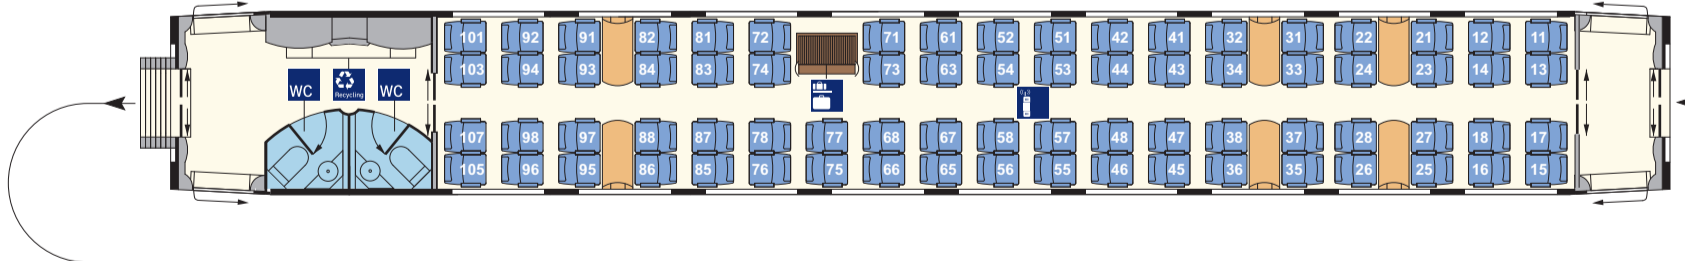 101 92 91 82 81 72 71 61 52 51 42 41 32 31 22 21 12 11
103 94 93 84 83 74 73 63 54 53 44 43 34 33 24 23 14 13
WC Recycling WC
107 98 97 88 87 78 77 68 67 58 57 48 47 38 37 28 27 18 17
105 96 95 86 85 76 75 66 65 56 55 46 45 36 35 26 25 16 15